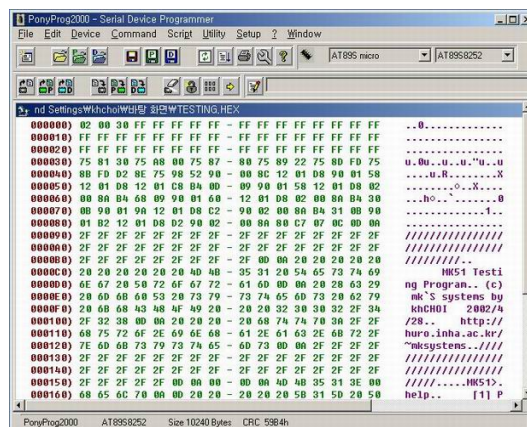 PonyProg2000 - Serial Device Programmer
File Edit Device Command Script Utility Setup ? Window
AT89S micro AT89S8252
nd Settings₩khchoi₩바탕 화면₩TESTING.HEX
000000) 02 00 30 FF FF FF FF FF - FF FF FF FF FF FF FF FF ..0.............
000010) FF FF FF FF FF FF FF FF - FF FF FF FF FF FF FF FF ................
000020) FF FF FF FF FF FF FF FF - FF FF FF FF FF FF FF FF ................
000030) 75 81 30 75 A8 00 75 87 - 80 75 89 22 75 8D FD 75 u.0u..u..u."u..u
000040) 8B FD D2 8E 75 98 52 90 - 00 8C 12 01 D8 90 01 58 ....u.R........X
000050) 12 01 D8 12 01 C8 B4 0D - 09 90 01 58 12 01 D8 02
000060) 00 8A B4 68 09 90 01 60 - 12 01 D8 02 00 8A B4 30
000070) 0B 90 01 9A 12 01 D8 C2 - 90 02 00 8A B4 31 0B 90
000080) 01 B2 12 01 D8 D2 90 02 - 00 8A 80 C7 07 0C 0D 0A
000090) 2F 2F 2F 2F 2F 2F 2F 2F - 2F 2F 2F 2F 2F 2F 2F 2F ////////////////
0000A0) 2F 2F 2F 2F 2F 2F 2F 2F - 2F 2F 2F 2F 2F 2F 2F 2F ////////////////
0000B0) 2F 2F 2F 2F 2F 2F 2F 2F - 2F 0D 0A 20 20 20 20 20 /////////..
0000C0) 20 20 20 20 20 20 4D 4B - 35 31 20 54 65 73 74 69 MK51 Testi
0000D0) 6E 67 20 50 72 6F 67 72 - 61 6D 0D 0A 20 28 63 29 ng Program.. (c)
0000E0) 20 6D 6B 60 53 20 73 79 - 73 74 65 6D 73 20 62 79 mk`S systems by
0000F0) 20 6B 68 43 48 4F 49 20 - 20 20 32 30 30 32 2F 34 khCHOI 2002/4
000100) 2F 32 38 0D 0A 20 20 20 - 20 68 74 74 70 3A 2F 2F /28.. http://
000110) 68 75 72 6F 2E 69 6E 68 - 61 2E 61 63 2E 6B 72 2F huro.inha.ac.kr/
000120) 7E 6D 6B 73 79 73 74 65 - 6D 73 0D 0A 2F 2F 2F 2F ~mksystems..////
000130) 2F 2F 2F 2F 2F 2F 2F 2F - 2F 2F 2F 2F 2F 2F 2F 2F ////////////////
000140) 2F 2F 2F 2F 2F 2F 2F 2F - 2F 2F 2F 2F 2F 2F 2F 2F ////////////////
000150) 2F 2F 2F 2F 2F 0D 0A 00 - 0D 0A 4D 4B 35 31 3E 00 /////.....MK51>.
000160) 68 65 6C 70 0A 0D 20 20 - 20 20 20 5B 31 5D 20 50 help.. [1] P
PonyProg2000 AT89S8252 Size 10240 Bytes CRC 59B4h